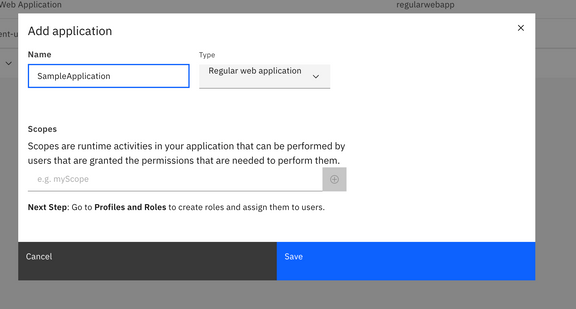 Web Application regularwebapp
Add application
Name Type
SampleApplication Regular web application
Scopes
Scopes are runtime activities in your application that can be performed by
users that are granted the permissions that are needed to perform them.
e.g. myScope
Next Step: Go to Profiles and Roles to create roles and assign them to users.
Cancel Save